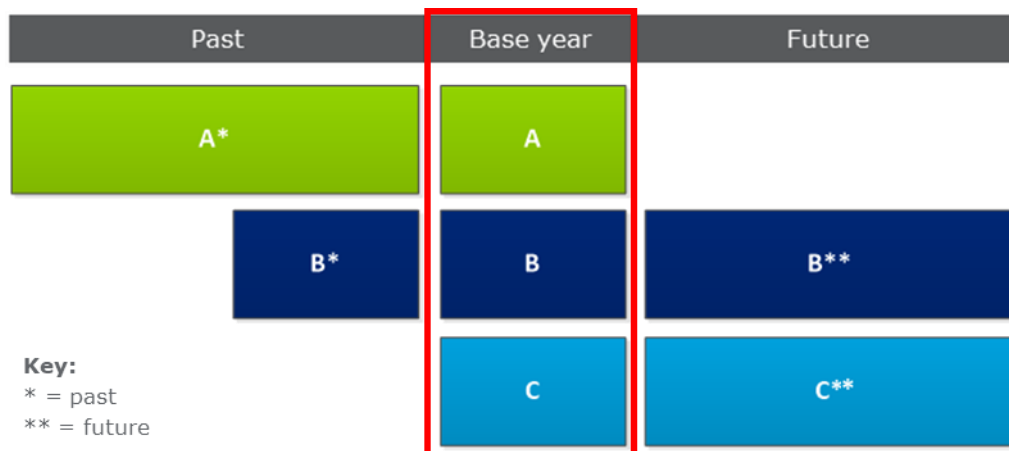 Past Base year Future
A* A
B* B B**
Key:
* = past
** = future
C C**